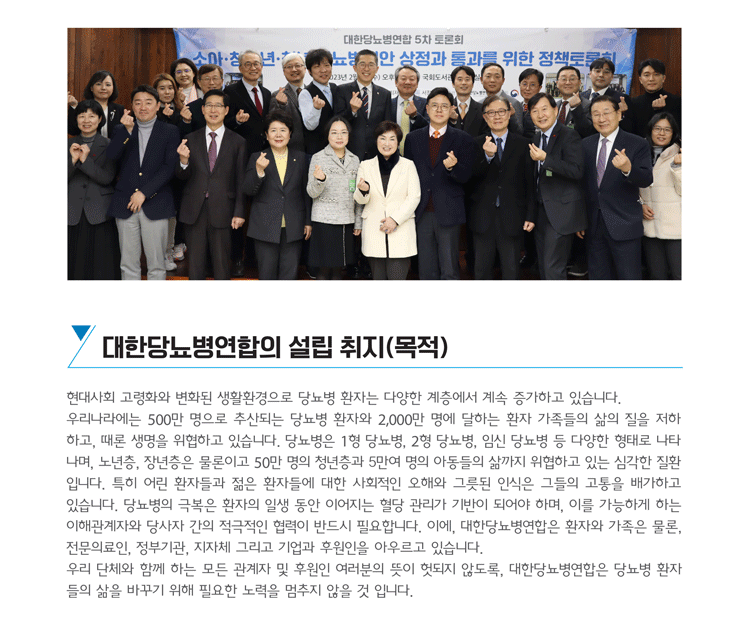 대한당뇨병연합 5차 토론회
통과를 위한 정책토론회
국회도서관
대한당뇨병연합의 설립 취지(목적)
현대사회 고령화와 변화된 생활환경으로 당뇨병 환자는 다양한 계층에서 계속 증가하고 있습니다.
우리나라에는 500만 명으로 추산되는 당뇨병 환자와 2,000만 명에 달하는 환자 가족들의 삶의 질을 저하
하고, 때론 생명을 위협하고 있습니다. 당뇨병은 1형 당뇨병, 2형 당뇨병, 임신 당뇨병 등 다양한 형태로 나타
나며, 노년층, 장년층은 물론이고 50만 명의 청년층과 5만여 명의 아동들의 삶까지 위협하고 있는 심각한 질환
입니다. 특히 어린 환자들과 젊은 환자들에 대한 사회적인 오해와 그릇된 인식은 그들의 고통을 배가하고
있습니다. 당뇨병의 극복은 환자의 일생 동안 이어지는 혈당 관리가 기반이 되어야 하며, 이를 가능하게 하는
이해관계자와 당사자 간의 적극적인 협력이 반드시 필요합니다. 이에, 대한당뇨병연합은 환자와 가족은 물론,
전문의료인, 정부기관, 지자체 그리고 기업과 후원인을 아우르고 있습니다.
우리 단체와 함께 하는 모든 관계자 및 후원인 여러분의 뜻이 헛되지 않도록, 대한당뇨병연합은 당뇨병 환자
들의 삶을 바꾸기 위해 필요한 노력을 멈추지 않을 것 입니다.